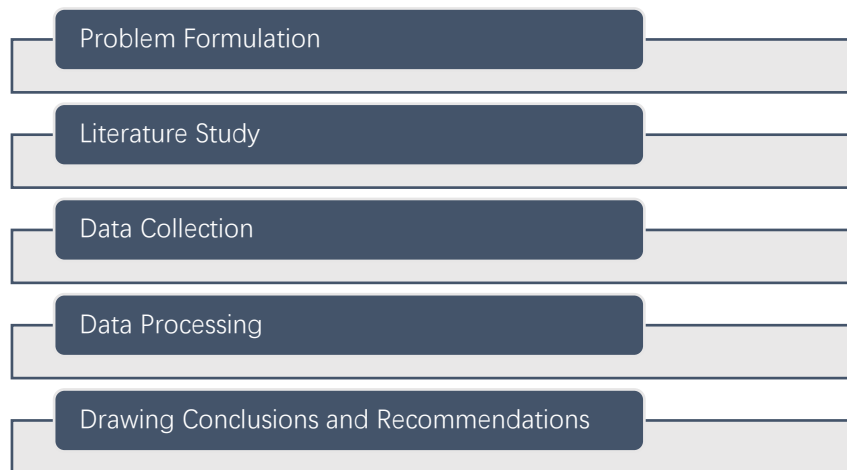 Problem Formulation
Literature Study
Data Collection
Data Processing
Drawing Conclusions and Recommendations